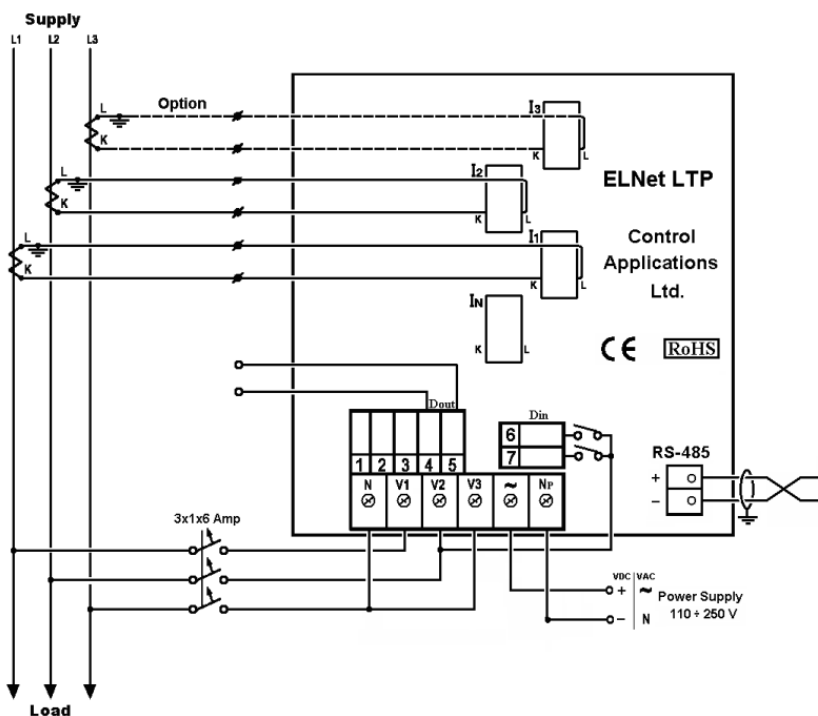 Supply
L1 L2 L3
L Option I3
K K L
ELNet LTP
L I2
K K L
Control
Applications
Ltd.
L I1
K K L
IN
K L
CE RoHS
Dout
Din
6
7
RS-485
+
–
1 2 3 4 5
N V1 V2 V3 ~ NP
3x1x6 Amp
VDC VAC
+ ~ Power Supply
– N 110 ÷ 250 V
Load